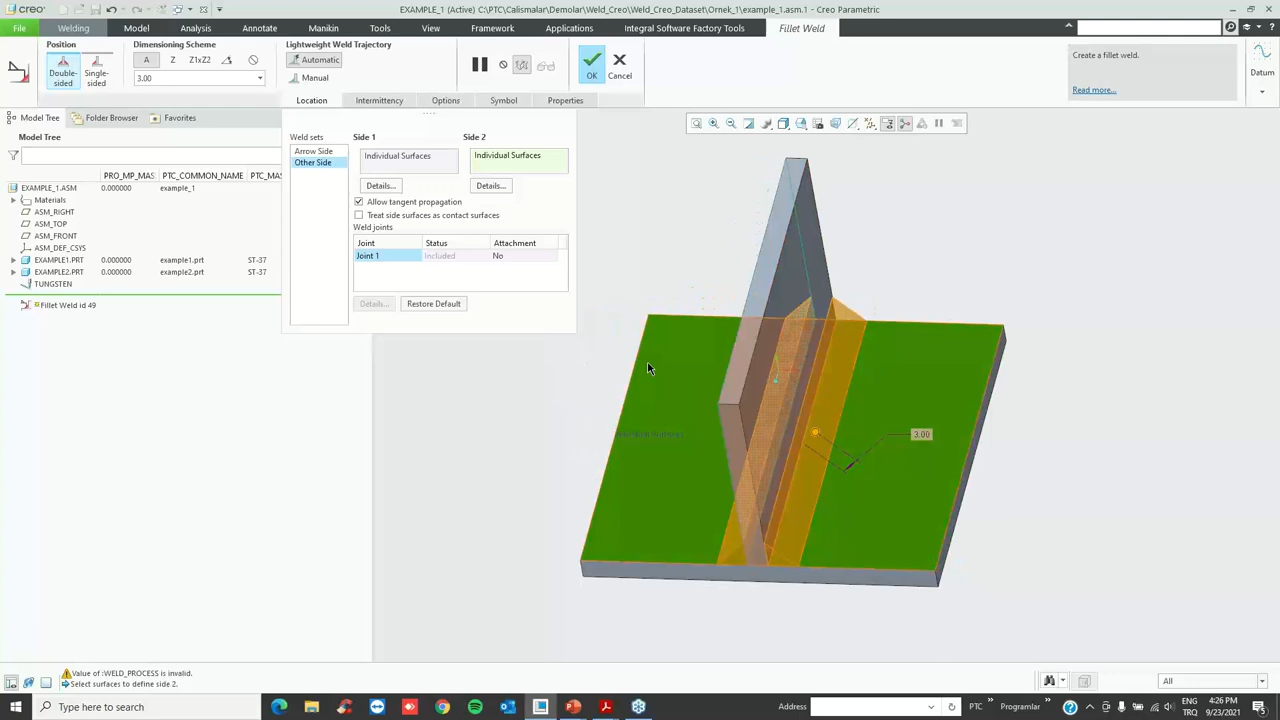 creo
EXAMPLE_1 (Active) C:\PTC\Calismalar\Demolar\Weld_Creo\Weld_Creo_Dataset\Ornek_1\example_1.asm.1 - Creo Parametric
File Welding Model Analysis Annotate Manikin Tools View Framework Applications Integral Software Factory Tools Fillet Weld
Position Dimensioning Scheme Lightweight Weld Trajectory
A Z Z1xZ2 Automatic
Double-sided Single-sided 3.00 Manual OK Cancel
Create a fillet weld.
Read more...
Datum
Location Intermittency Options Symbol Properties
Model Tree Folder Browser Favorites
Model Tree
PRO_MP_MAS PTC_COMMON_NAME PTC_MAS
EXAMPLE_1.ASM 0.000000 example_1
Materials
ASM_RIGHT
ASM_TOP
ASM_FRONT
ASM_DEF_CSYS
EXAMPLE1.PRT 0.000000 example1.prt ST-37
EXAMPLE2.PRT 0.000000 example2.prt ST-37
TUNGSTEN
Fillet Weld id 49
Weld sets Side 1 Side 2
Arrow Side
Other Side
Individual Surfaces Individual Surfaces
Details... Details...
Allow tangent propagation
Treat side surfaces as contact surfaces
Weld joints
Joint Status Attachment
Joint 1 Included No
Details... Restore Default
3.00
Value of :WELD_PROCESS is invalid.
Select surfaces to define side 2.
All
Type here to search
Address PTC Programlar
ENG
TRQ
4:26 PM
9/23/2021